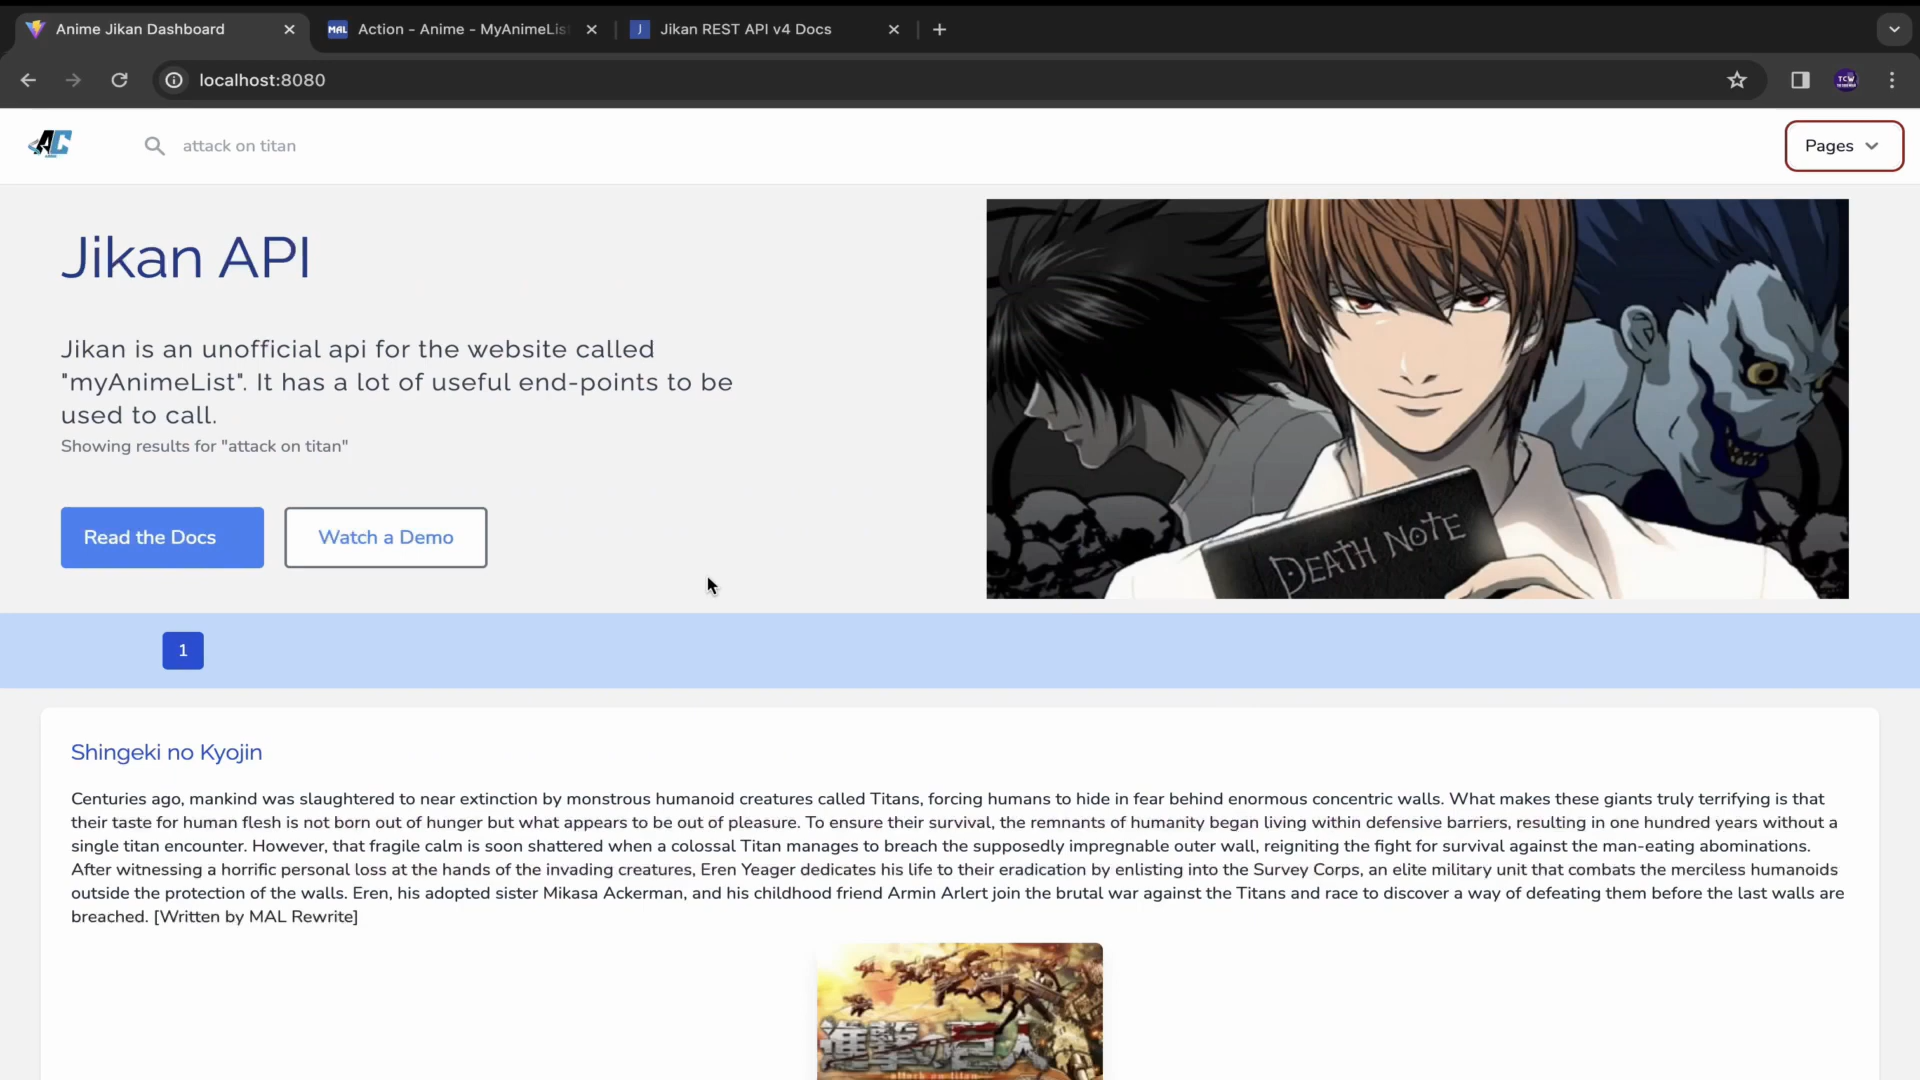 Anime Jikan Dashboard
MAL Action - Anime - MyAnimeLis
J Jikan REST API v4 Docs
localhost:8080
TCW
AC
attack on titan
Pages
Jikan API
Jikan is an unofficial api for the website called
"myAnimeList". It has a lot of useful end-points to be
used to call.
Showing results for "attack on titan"
Read the Docs
Watch a Demo
DEATH NOTE
1
Shingeki no Kyojin
Centuries ago, mankind was slaughtered to near extinction by monstrous humanoid creatures called Titans, forcing humans to hide in fear behind enormous concentric walls. What makes these giants truly terrifying is that
their taste for human flesh is not born out of hunger but what appears to be out of pleasure. To ensure their survival, the remnants of humanity began living within defensive barriers, resulting in one hundred years without a
single titan encounter. However, that fragile calm is soon shattered when a colossal Titan manages to breach the supposedly impregnable outer wall, reigniting the fight for survival against the man-eating abominations.
After witnessing a horrific personal loss at the hands of the invading creatures, Eren Yeager dedicates his life to their eradication by enlisting into the Survey Corps, an elite military unit that combats the merciless humanoids
outside the protection of the walls. Eren, his adopted sister Mikasa Ackerman, and his childhood friend Armin Arlert join the brutal war against the Titans and race to discover a way of defeating them before the last walls are
breached. [Written by MAL Rewrite]
進撃の巨人
attack on titan